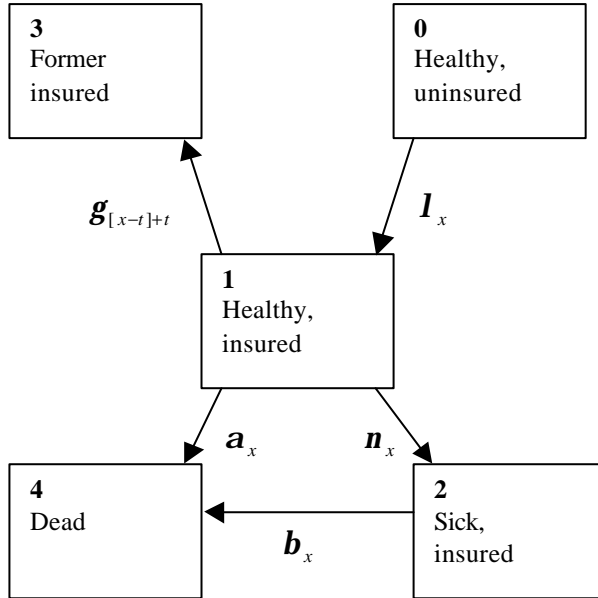 3
Former
insured
0
Healthy,
uninsured
g[x−t]+t
l x
1
Healthy,
insured
a x
n x
4
Dead
2
Sick,
insured
b x